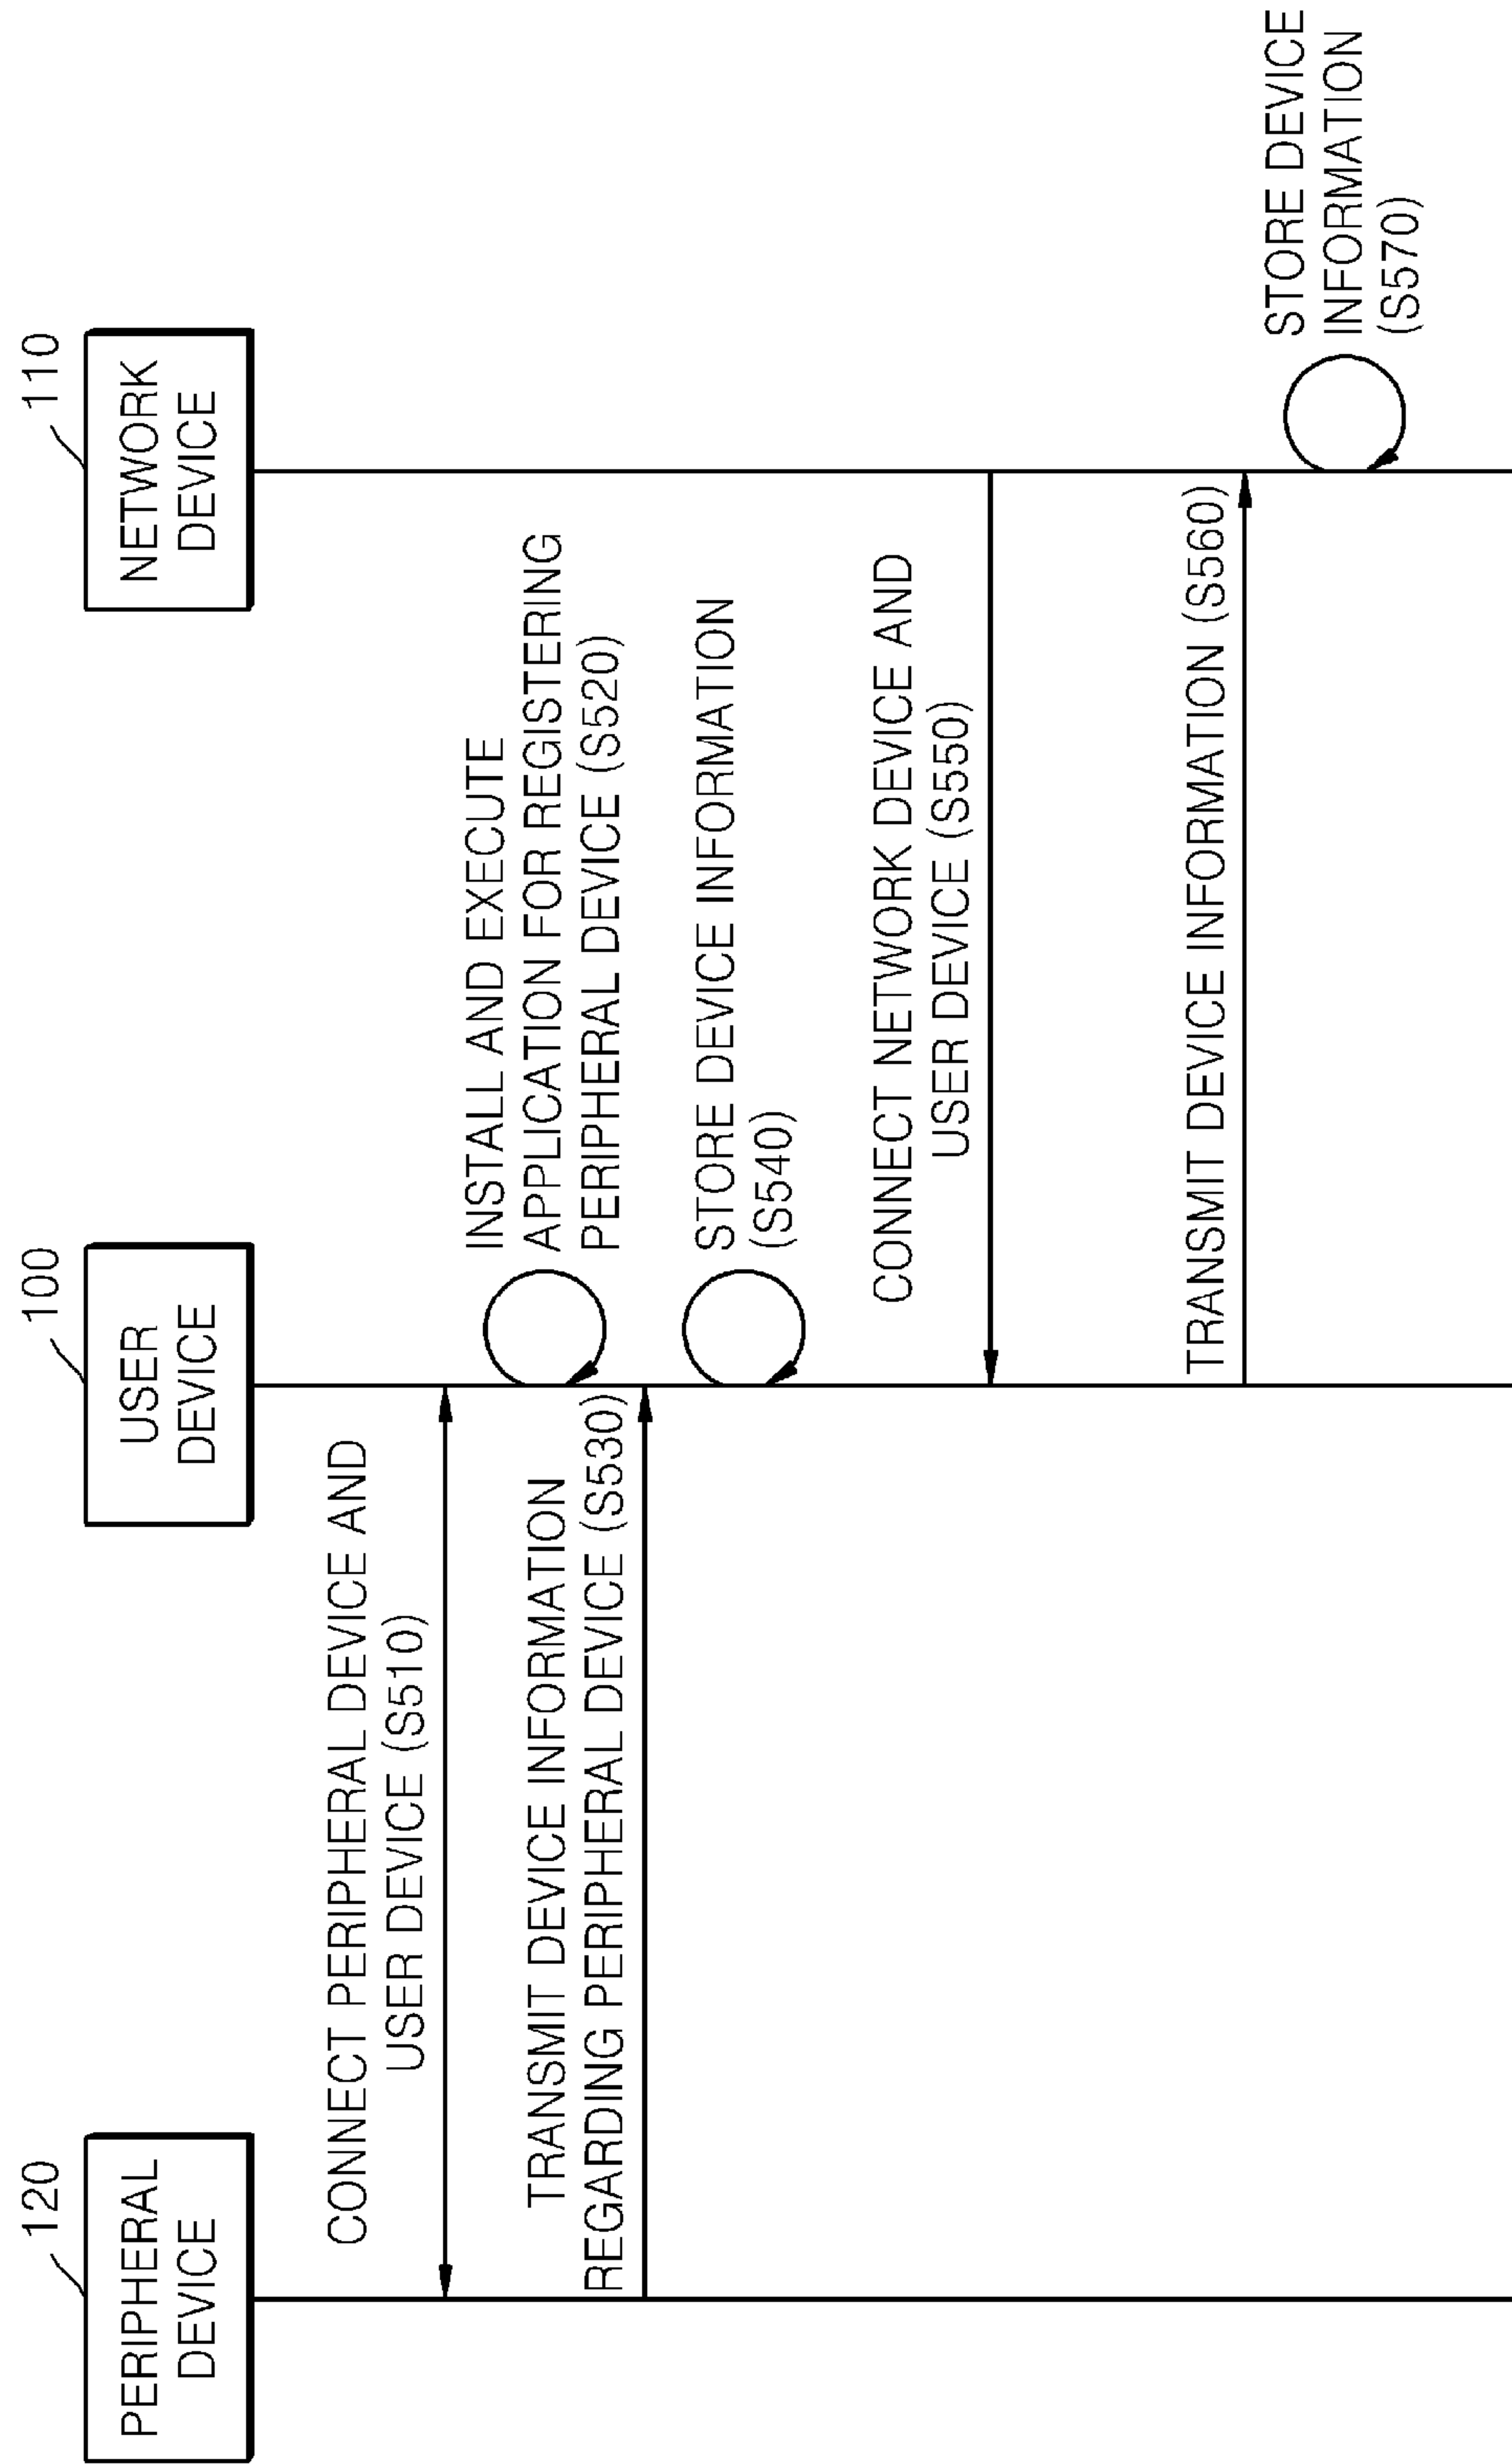 120
PERIPHERAL
DEVICE
100
USER
DEVICE
110
NETWORK
DEVICE
CONNECT PERIPHERAL DEVICE AND
USER DEVICE (S510)
INSTALL AND EXECUTE
APPLICATION FOR REGISTERING
PERIPHERAL DEVICE (S520)
TRANSMIT DEVICE INFORMATION
REGARDING PERIPHERAL DEVICE (S530)
STORE DEVICE INFORMATION
(S540)
CONNECT NETWORK DEVICE AND
USER DEVICE (S550)
TRANSMIT DEVICE INFORMATION (S560)
STORE DEVICE
INFORMATION
(S570)